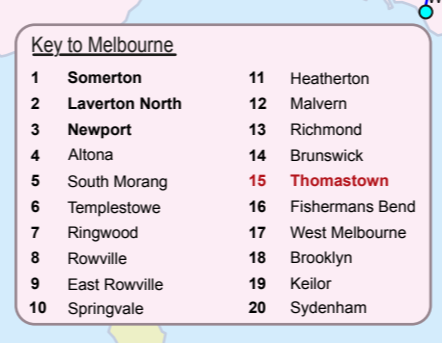 Key to Melbourne
1 Somerton
2 Laverton North
3 Newport
4 Altona
5 South Morang
6 Templestowe
7 Ringwood
8 Rowville
9 East Rowville
10 Springvale
11 Heatherton
12 Malvern
13 Richmond
14 Brunswick
15 Thomastown
16 Fishermans Bend
17 West Melbourne
18 Brooklyn
19 Keilor
20 Sydenham